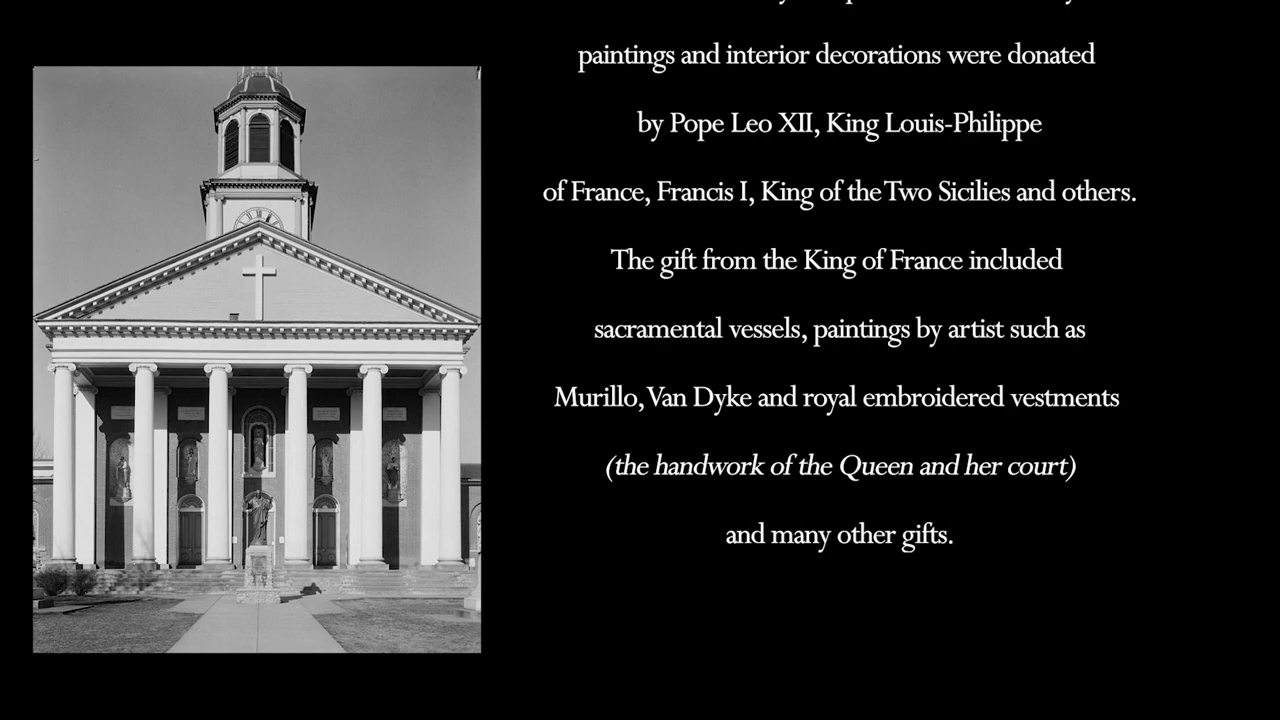 paintings and interior decorations were donated
by Pope Leo XII, King Louis-Philippe
of France, Francis I, King of the Two Sicilies and others.
The gift from the King of France included
sacramental vessels, paintings by artist such as
Murillo, Van Dyke and royal embroidered vestments
(the handwork of the Queen and her court)
and many other gifts.